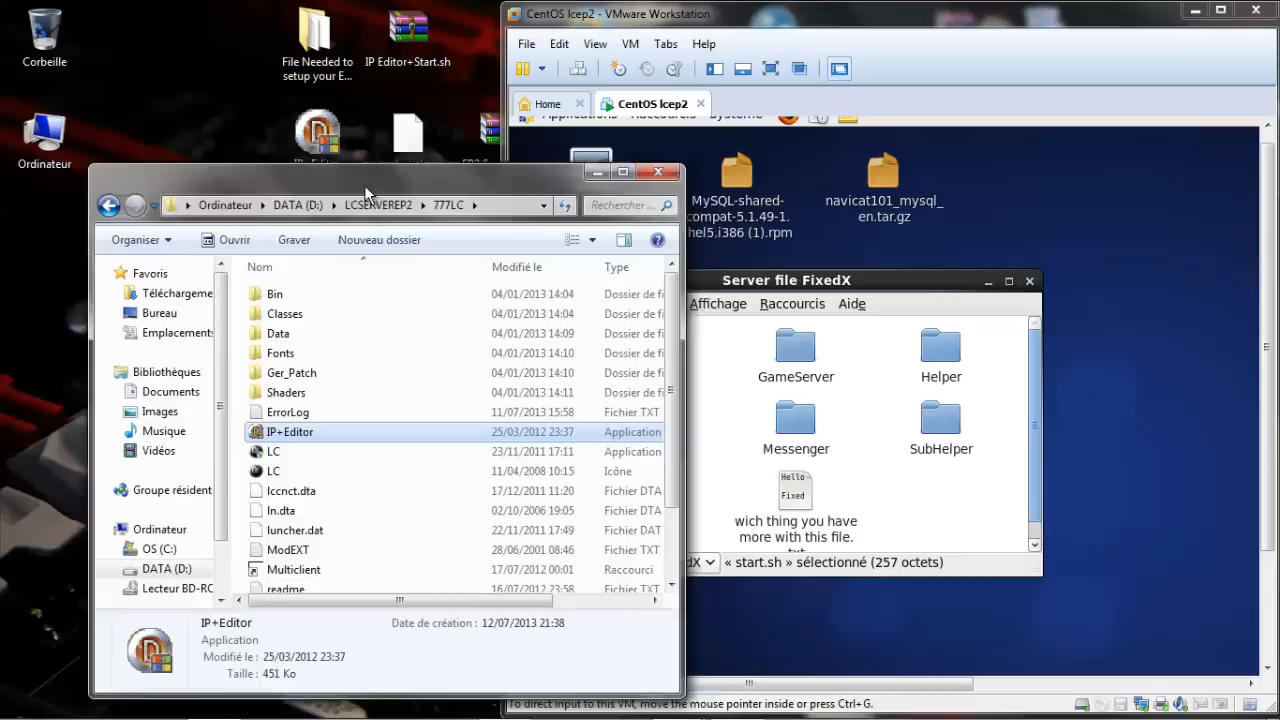 Corbeille
File Needed to
setup your E...
IP Editor+Start.sh
Ordinateur
CentOS lcep2 - VMware Workstation
File Edit View VM Tabs Help
Home
CentOS lcep2
MySQL-shared-
compat-5.1.49-1.
hel5.i386 (1).rpm
navicat101_mysql_
en.tar.gz
Ordinateur DATA (D:) LCSERVEREP2 777LC
Rechercher...
Organiser Ouvrir Graver Nouveau dossier
Favoris
Téléchargeme
Bureau
Emplacements
Bibliothèques
Documents
Images
Musique
Vidéos
Groupe résident
Ordinateur
OS (C:)
DATA (D:)
Lecteur BD-RC
Nom Modifié le Type
Bin 04/01/2013 14:04 Dossier de fi
Classes 04/01/2013 14:04 Dossier de fi
Data 04/01/2013 14:09 Dossier de fi
Fonts 04/01/2013 14:10 Dossier de fi
Ger_Patch 04/01/2013 14:10 Dossier de fi
Shaders 04/01/2013 14:11 Dossier de fi
ErrorLog 11/07/2013 15:58 Fichier TXT
IP+Editor 25/03/2012 23:37 Application
LC 23/11/2011 17:11 Application
LC 11/04/2008 10:15 Icône
lccnct.dta 17/12/2011 11:20 Fichier DTA
ln.dta 02/10/2006 19:05 Fichier DTA
luncher.dat 22/11/2011 17:49 Fichier DAT
ModEXT 28/06/2001 08:46 Fichier TXT
Multiclient 17/07/2012 00:01 Raccourci
readme 16/07/2012 23:58 Fichier TXT
IP+Editor Date de création : 12/07/2013 21:38
Application
Modifié le : 25/03/2012 23:37
Taille : 451 Ko
Server file FixedX
Affichage Raccourcis Aide
GameServer
Helper
Messenger
SubHelper
Hello
Fixed
wich thing you have
more with this file.
dX « start.sh » sélectionné (257 octets)
To direct input to this VM, move the mouse pointer inside or press Ctrl+G.